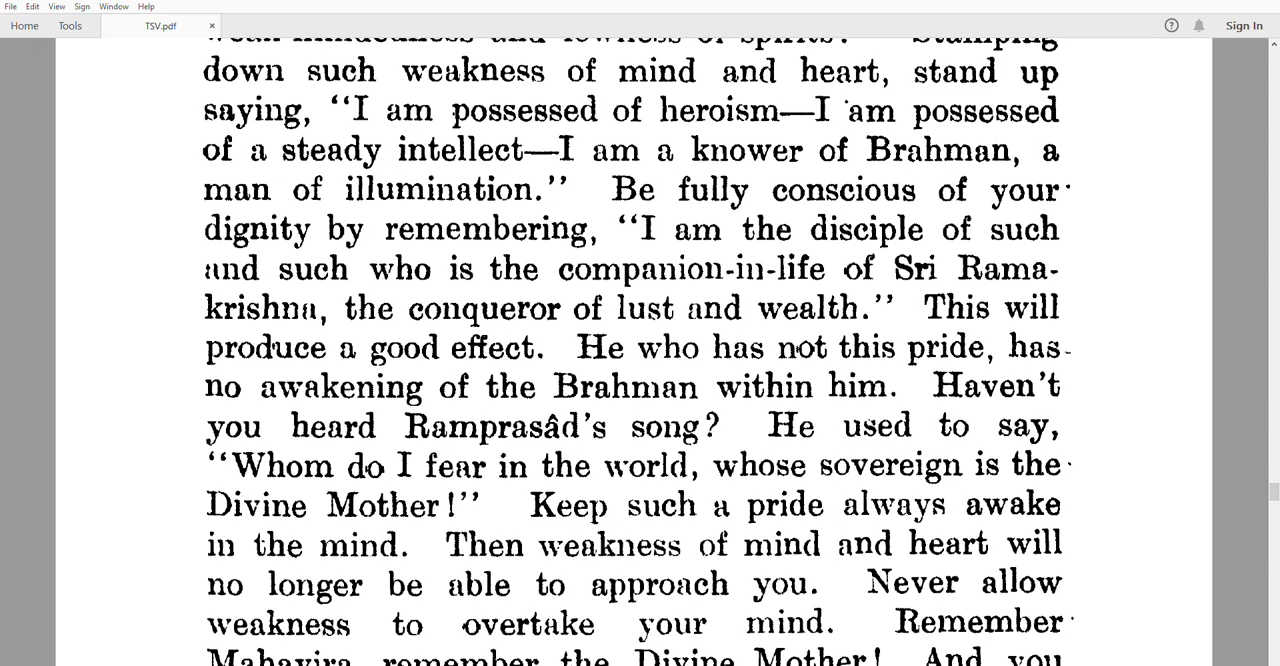 File Edit View Sign Window Help
Home Tools TSV.pdf × Sign In
down such weakness of mind and heart, stand up
saying, “I am possessed of heroism—I am possessed
of a steady intellect—I am a knower of Brahman, a
man of illumination.” Be fully conscious of your
dignity by remembering, “I am the disciple of such
and such who is the companion-in-life of Sri Rama-
krishna, the conqueror of lust and wealth.” This will
produce a good effect. He who has not this pride, has
no awakening of the Brahman within him. Haven’t
you heard Ramprasâd’s song? He used to say,
“Whom do I fear in the world, whose sovereign is the
Divine Mother!” Keep such a pride always awake
in the mind. Then weakness of mind and heart will
no longer be able to approach you. Never allow
weakness to overtake your mind. Remember
Mahavira, remember the Divine Mother! And you